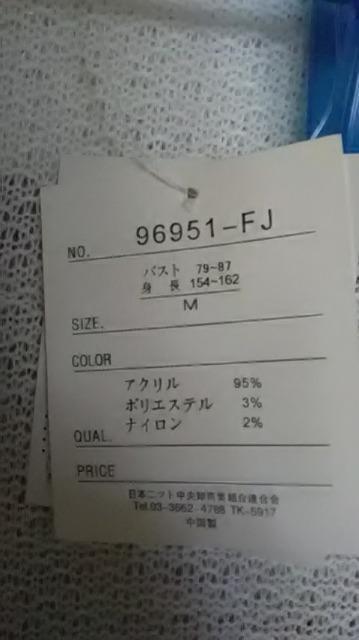 NO. 96951-FJ
バスト 79~87
身長 154~162
SIZE. M
COLOR
アクリル 95%
ポリエステル 3%
QUAL. ナイロン 2%
PRICE
日本ニット中央卸商業組合連合会
Tel.03-3662-4788 TK-5917
中国製